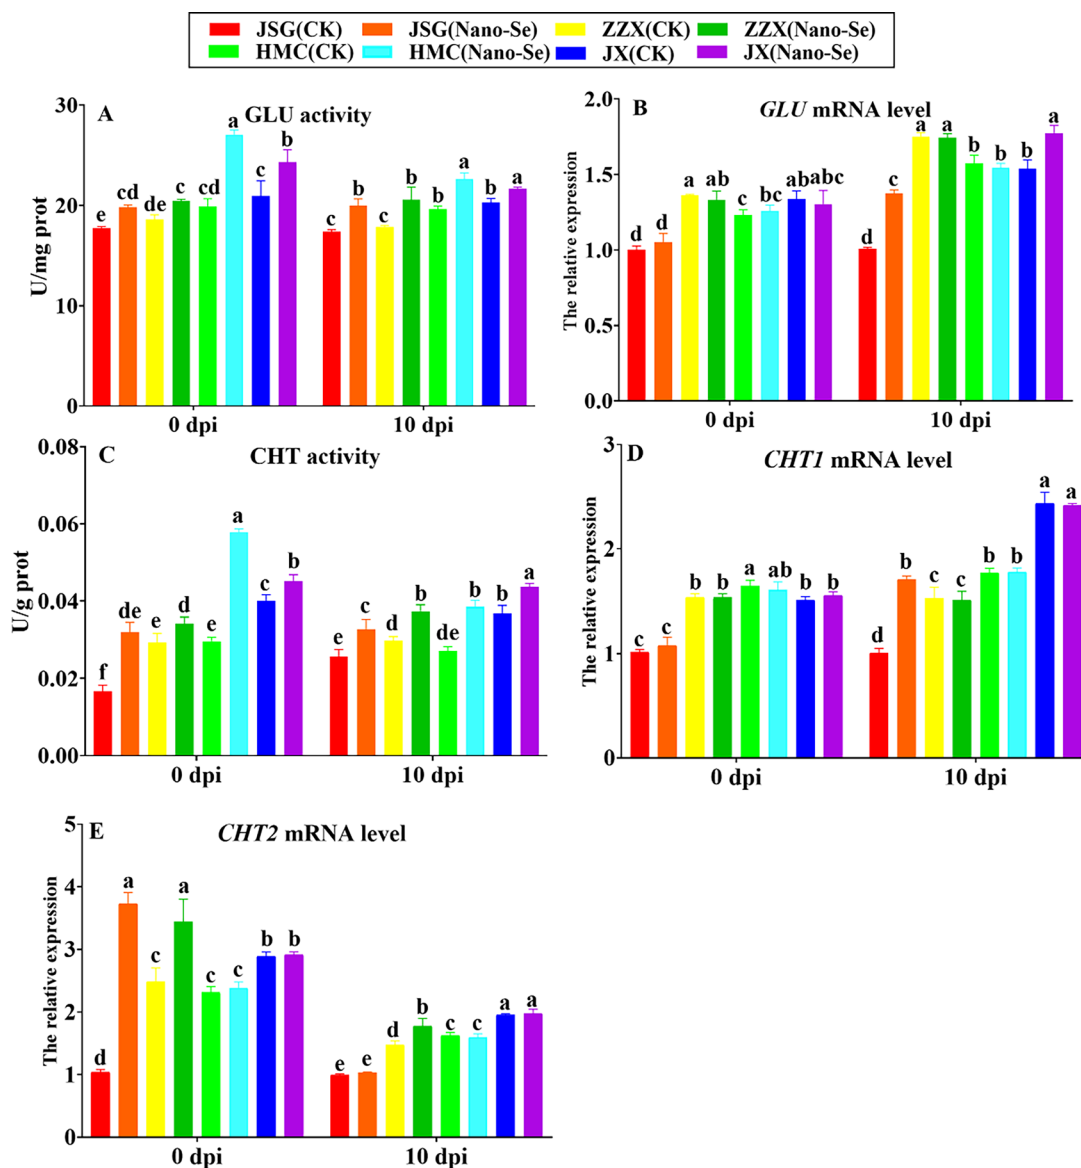 JSG(CK) JSG(Nano-Se) ZZX(CK) ZZX(Nano-Se)
HMC(CK) HMC(Nano-Se) JX(CK) JX(Nano-Se)
A GLU activity
U/mg prot
30
20
10
0
e cd de c cd a c b
e b c b b a b a
0 dpi 10 dpi
B GLU mRNA level
The relative expression
2.0
1.5
1.0
0.5
0.0
d d a ab c bc ab abc
d c a a b b b a
0 dpi 10 dpi
C CHT activity
U/g prot
0.08
0.06
0.04
0.02
0.00
f de e d e a c b
e c d b de b b a
0 dpi 10 dpi
D CHT1 mRNA level
The relative expression
3
2
1
0
c c b b a ab b b
d b c c b b a a
0 dpi 10 dpi
E CHT2 mRNA level
The relative expression
5
4
3
2
1
0
d a c a c c b b
e e d b c c a a
0 dpi 10 dpi